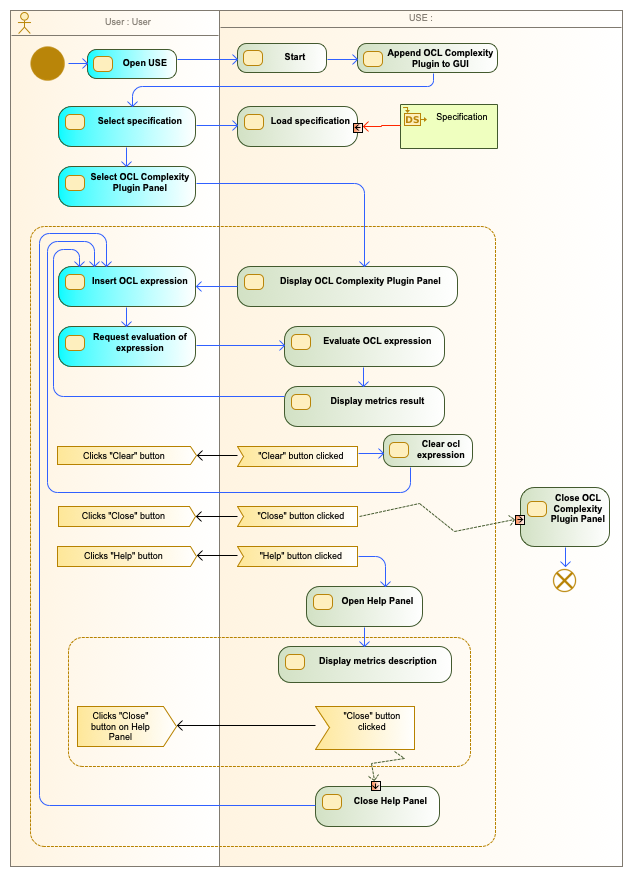 User : User
USE :
Open USE
Start
Append OCL Complexity
Plugin to GUI
Select specification
Load specification
DS
Specification
Select OCL Complexity
Plugin Panel
Insert OCL expression
Display OCL Complexity Plugin Panel
Request evaluation of
expression
Evaluate OCL expression
Display metrics result
Clicks "Clear" button
"Clear" button clicked
Clear ocl
expression
Clicks "Close" button
"Close" button clicked
Close OCL
Complexity
Plugin Panel
Clicks "Help" button
"Help" button clicked
Open Help Panel
Display metrics description
Clicks "Close"
button on Help
Panel
"Close" button
clicked
Close Help Panel